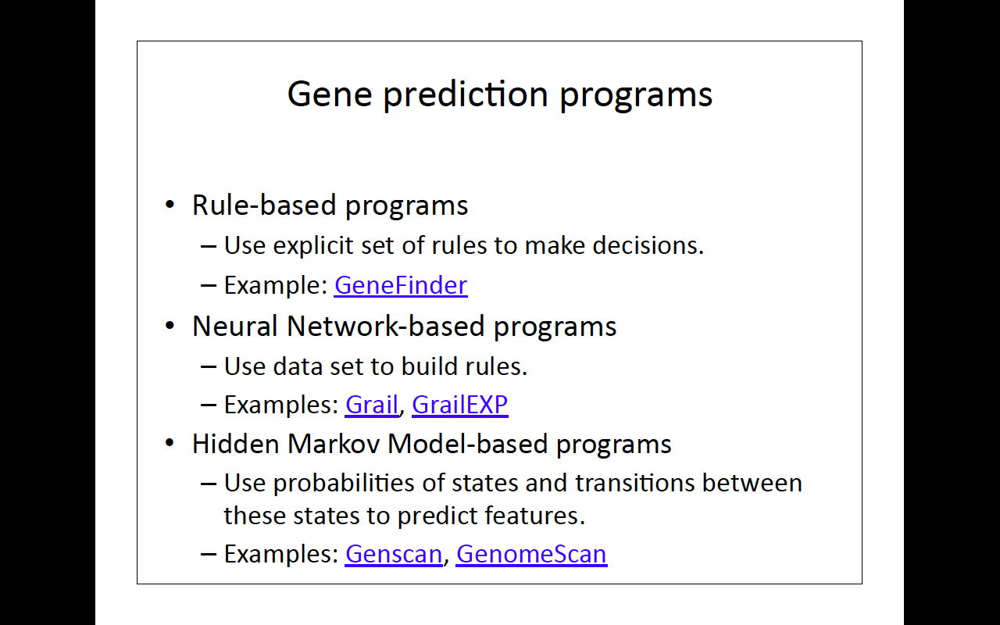 Gene prediction programs
• Rule-based programs
– Use explicit set of rules to make decisions.
– Example: GeneFinder
• Neural Network-based programs
– Use data set to build rules.
– Examples: Grail, GrailEXP
• Hidden Markov Model-based programs
– Use probabilities of states and transitions between
these states to predict features.
– Examples: Genscan, GenomeScan